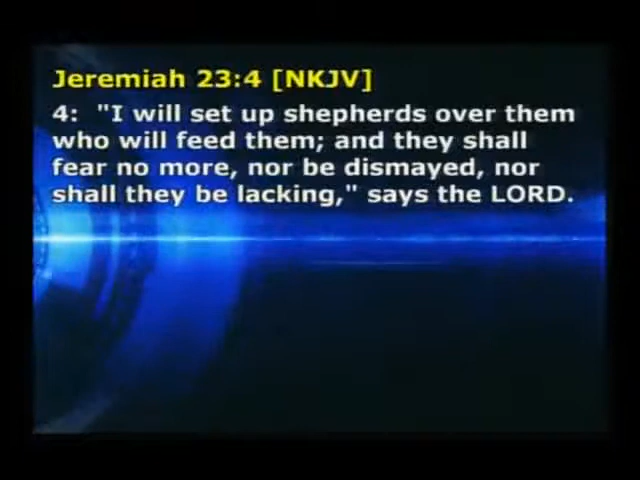 Jeremiah 23:4 [NKJV]
4: "I will set up shepherds over them
who will feed them; and they shall
fear no more, nor be dismayed, nor
shall they be lacking," says the LORD.